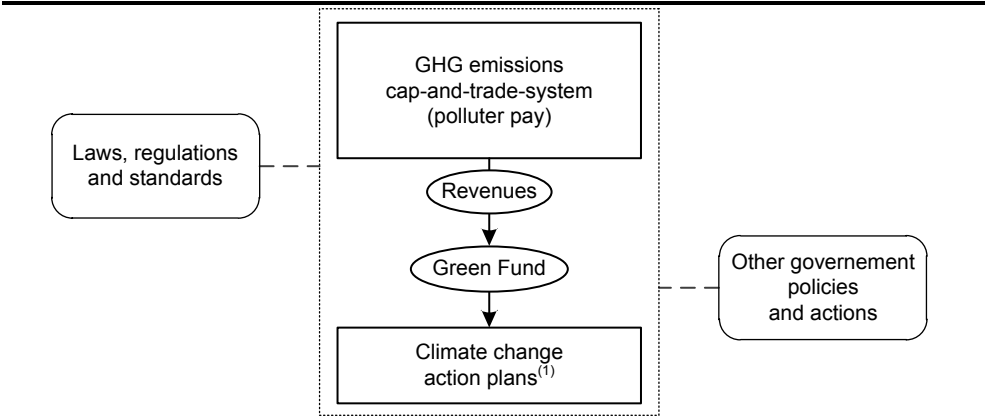 GHG emissions
cap-and-trade-system
(polluter pay)
Laws, regulations
and standards
Revenues
Green Fund
Other governement
policies
and actions
Climate change
action plans(1)